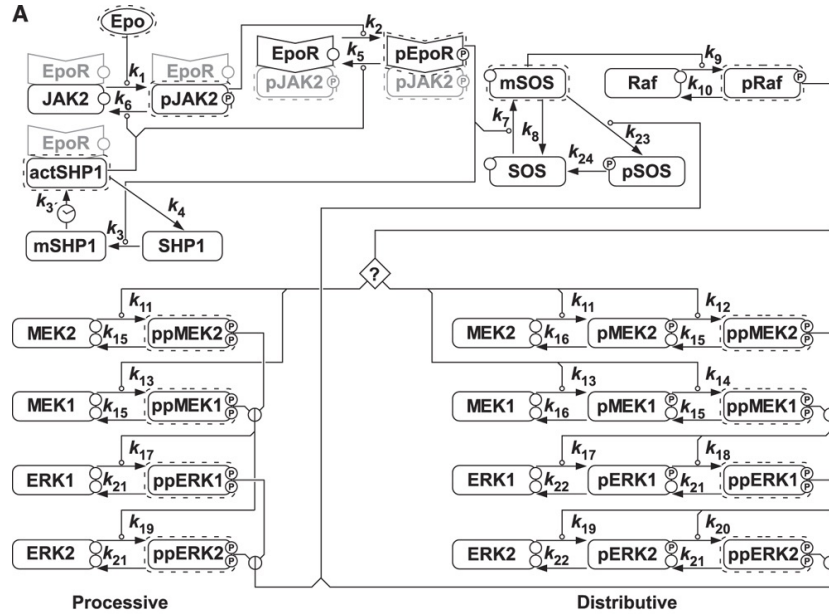 A
Epo
k2
EpoR
pEpoR P
k9
EpoR
k1
EpoR
k5
mSOS
Raf
pRaf P
JAK2
k6
pJAK2 P
pJAK2 P
pJAK2 P
k10
k7
k8
k23
EpoR
SOS
k24
P pSOS
actSHP1
k3'
k4
mSHP1
k3
SHP1
?
k11
k11
k12
MEK2
k15
ppMEK2 P P
MEK2
k16
pMEK2 P
k15
ppMEK2 P P
k13
k13
k14
MEK1
k15
ppMEK1 P P
MEK1
k16
pMEK1 P
k15
ppMEK1 P P
k17
k17
k18
ERK1
k21
ppERK1 P P
ERK1
k22
pERK1 P
k21
ppERK1 P P
k19
k19
k20
ERK2
k21
ppERK2 P P
ERK2
k22
pERK2 P
k21
ppERK2 P P
Processive
Distributive